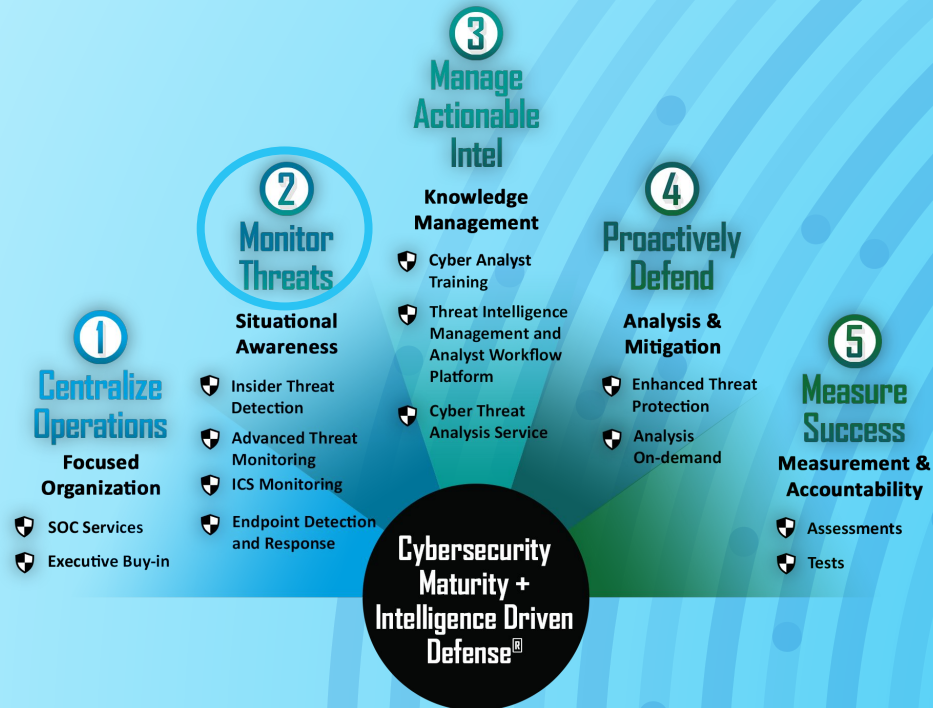 1
Centralize
Operations
Focused
Organization
SOC Services
Executive Buy-in
2
Monitor
Threats
Situational
Awareness
Insider Threat
Detection
Advanced Threat
Monitoring
ICS Monitoring
Endpoint Detection
and Response
3
Manage
Actionable
Intel
Knowledge
Management
Cyber Analyst
Training
Threat Intelligence
Management and
Analyst Workflow
Platform
Cyber Threat
Analysis Service
4
Proactively
Defend
Analysis &
Mitigation
Enhanced Threat
Protection
Analysis
On-demand
5
Measure
Success
Measurement &
Accountability
Assessments
Tests
Cybersecurity
Maturity +
Intelligence Driven
Defense®